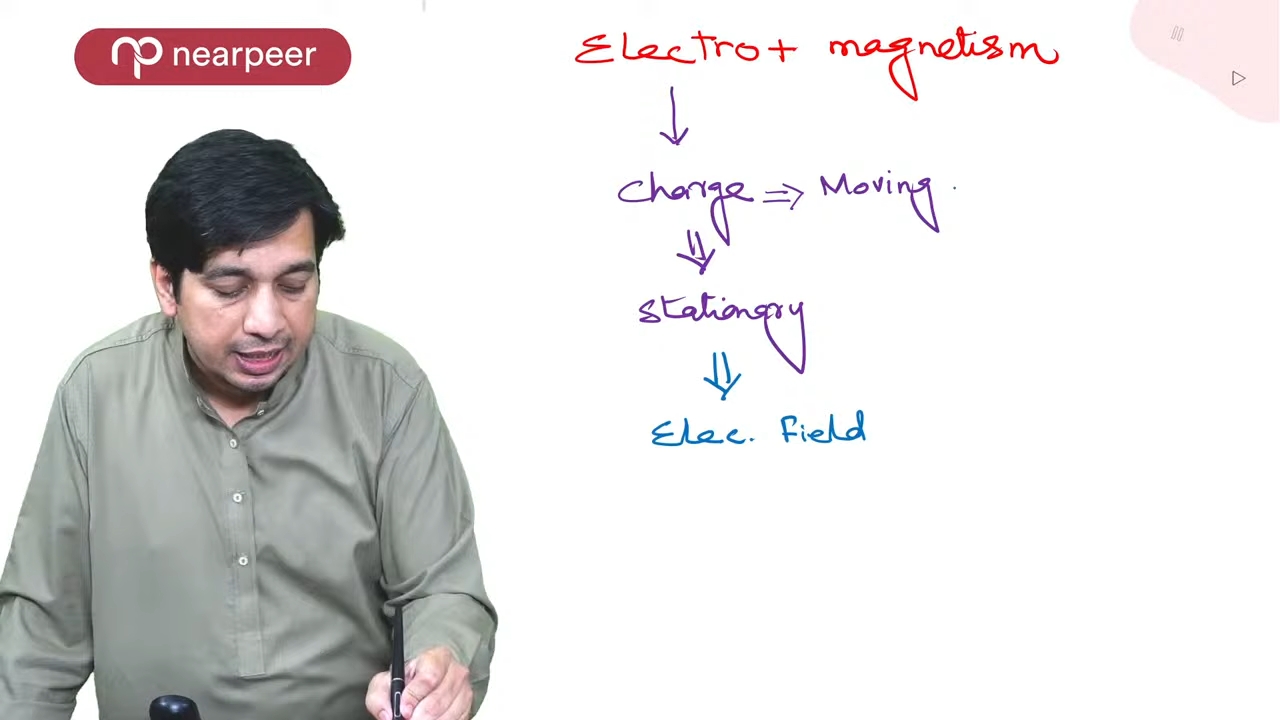 nearpeer
Electro + magnetism
Charge ⇒ Moving
Stationary
Elec. field